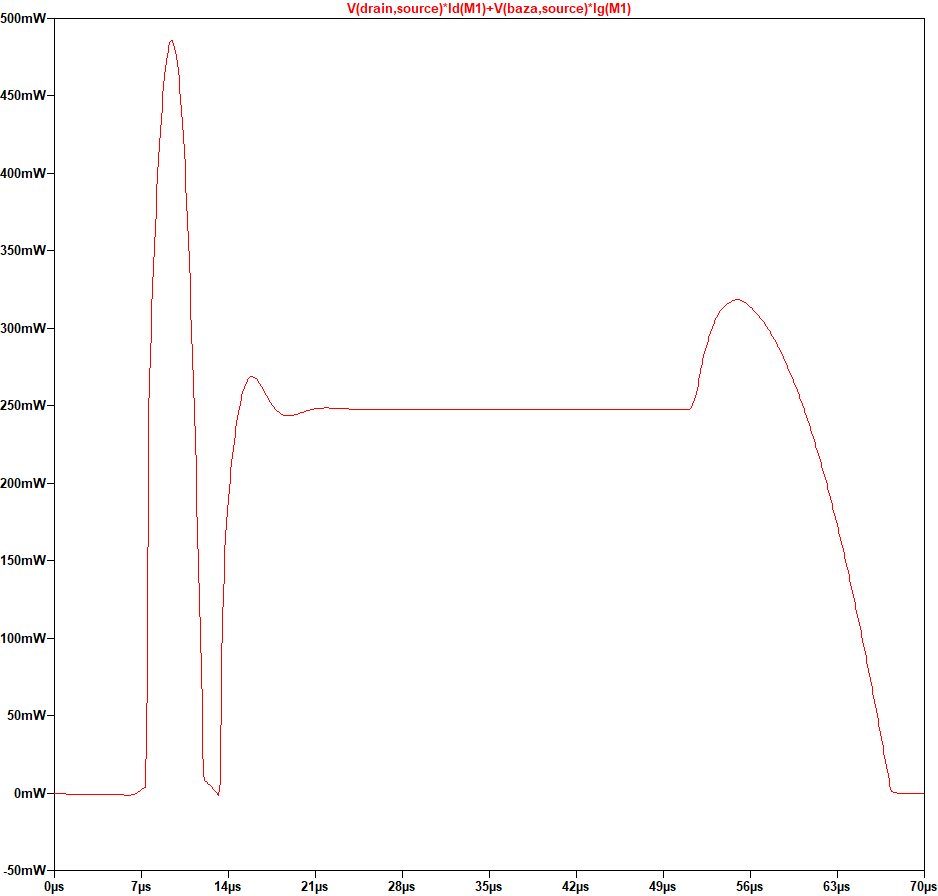 V(drain,source)*Id(M1)+V(baza,source)*Ig(M1)
500mW
450mW
400mW
350mW
300mW
250mW
200mW
150mW
100mW
50mW
0mW
-50mW
0µs 7µs 14µs 21µs 28µs 35µs 42µs 49µs 56µs 63µs 70µs